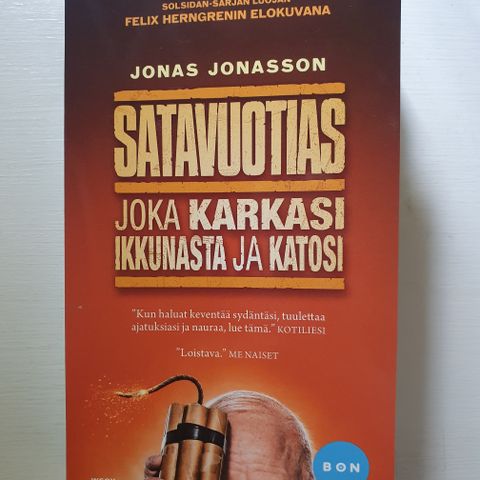 SOLSIDAN-SARJAN LUOJAN
FELIX HERNGRENIN ELOKUVANA
JONAS JONASSON
SATAVUOTIAS
JOKA KARKASI
IKKUNASTA JA KATOSI
"Kun haluat keventää sydäntäsi, tuulettaa
ajatuksiasi ja nauraa, lue tämä." KOTILIESI
"Loistava." ME NAISET
BON